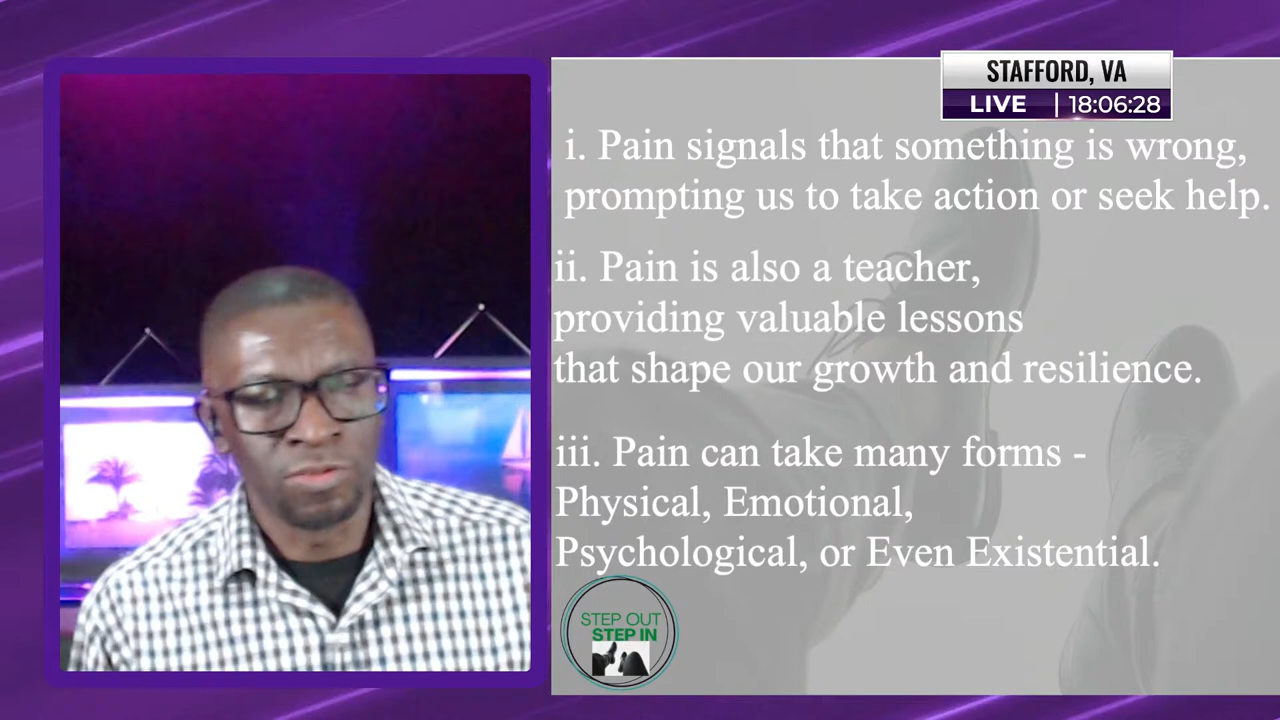 STAFFORD, VA
LIVE | 18:06:28
i. Pain signals that something is wrong,
prompting us to take action or seek help.
ii. Pain is also a teacher,
providing valuable lessons
that shape our growth and resilience.
iii. Pain can take many forms -
Physical, Emotional,
Psychological, or Even Existential.
STEP OUT
STEP IN